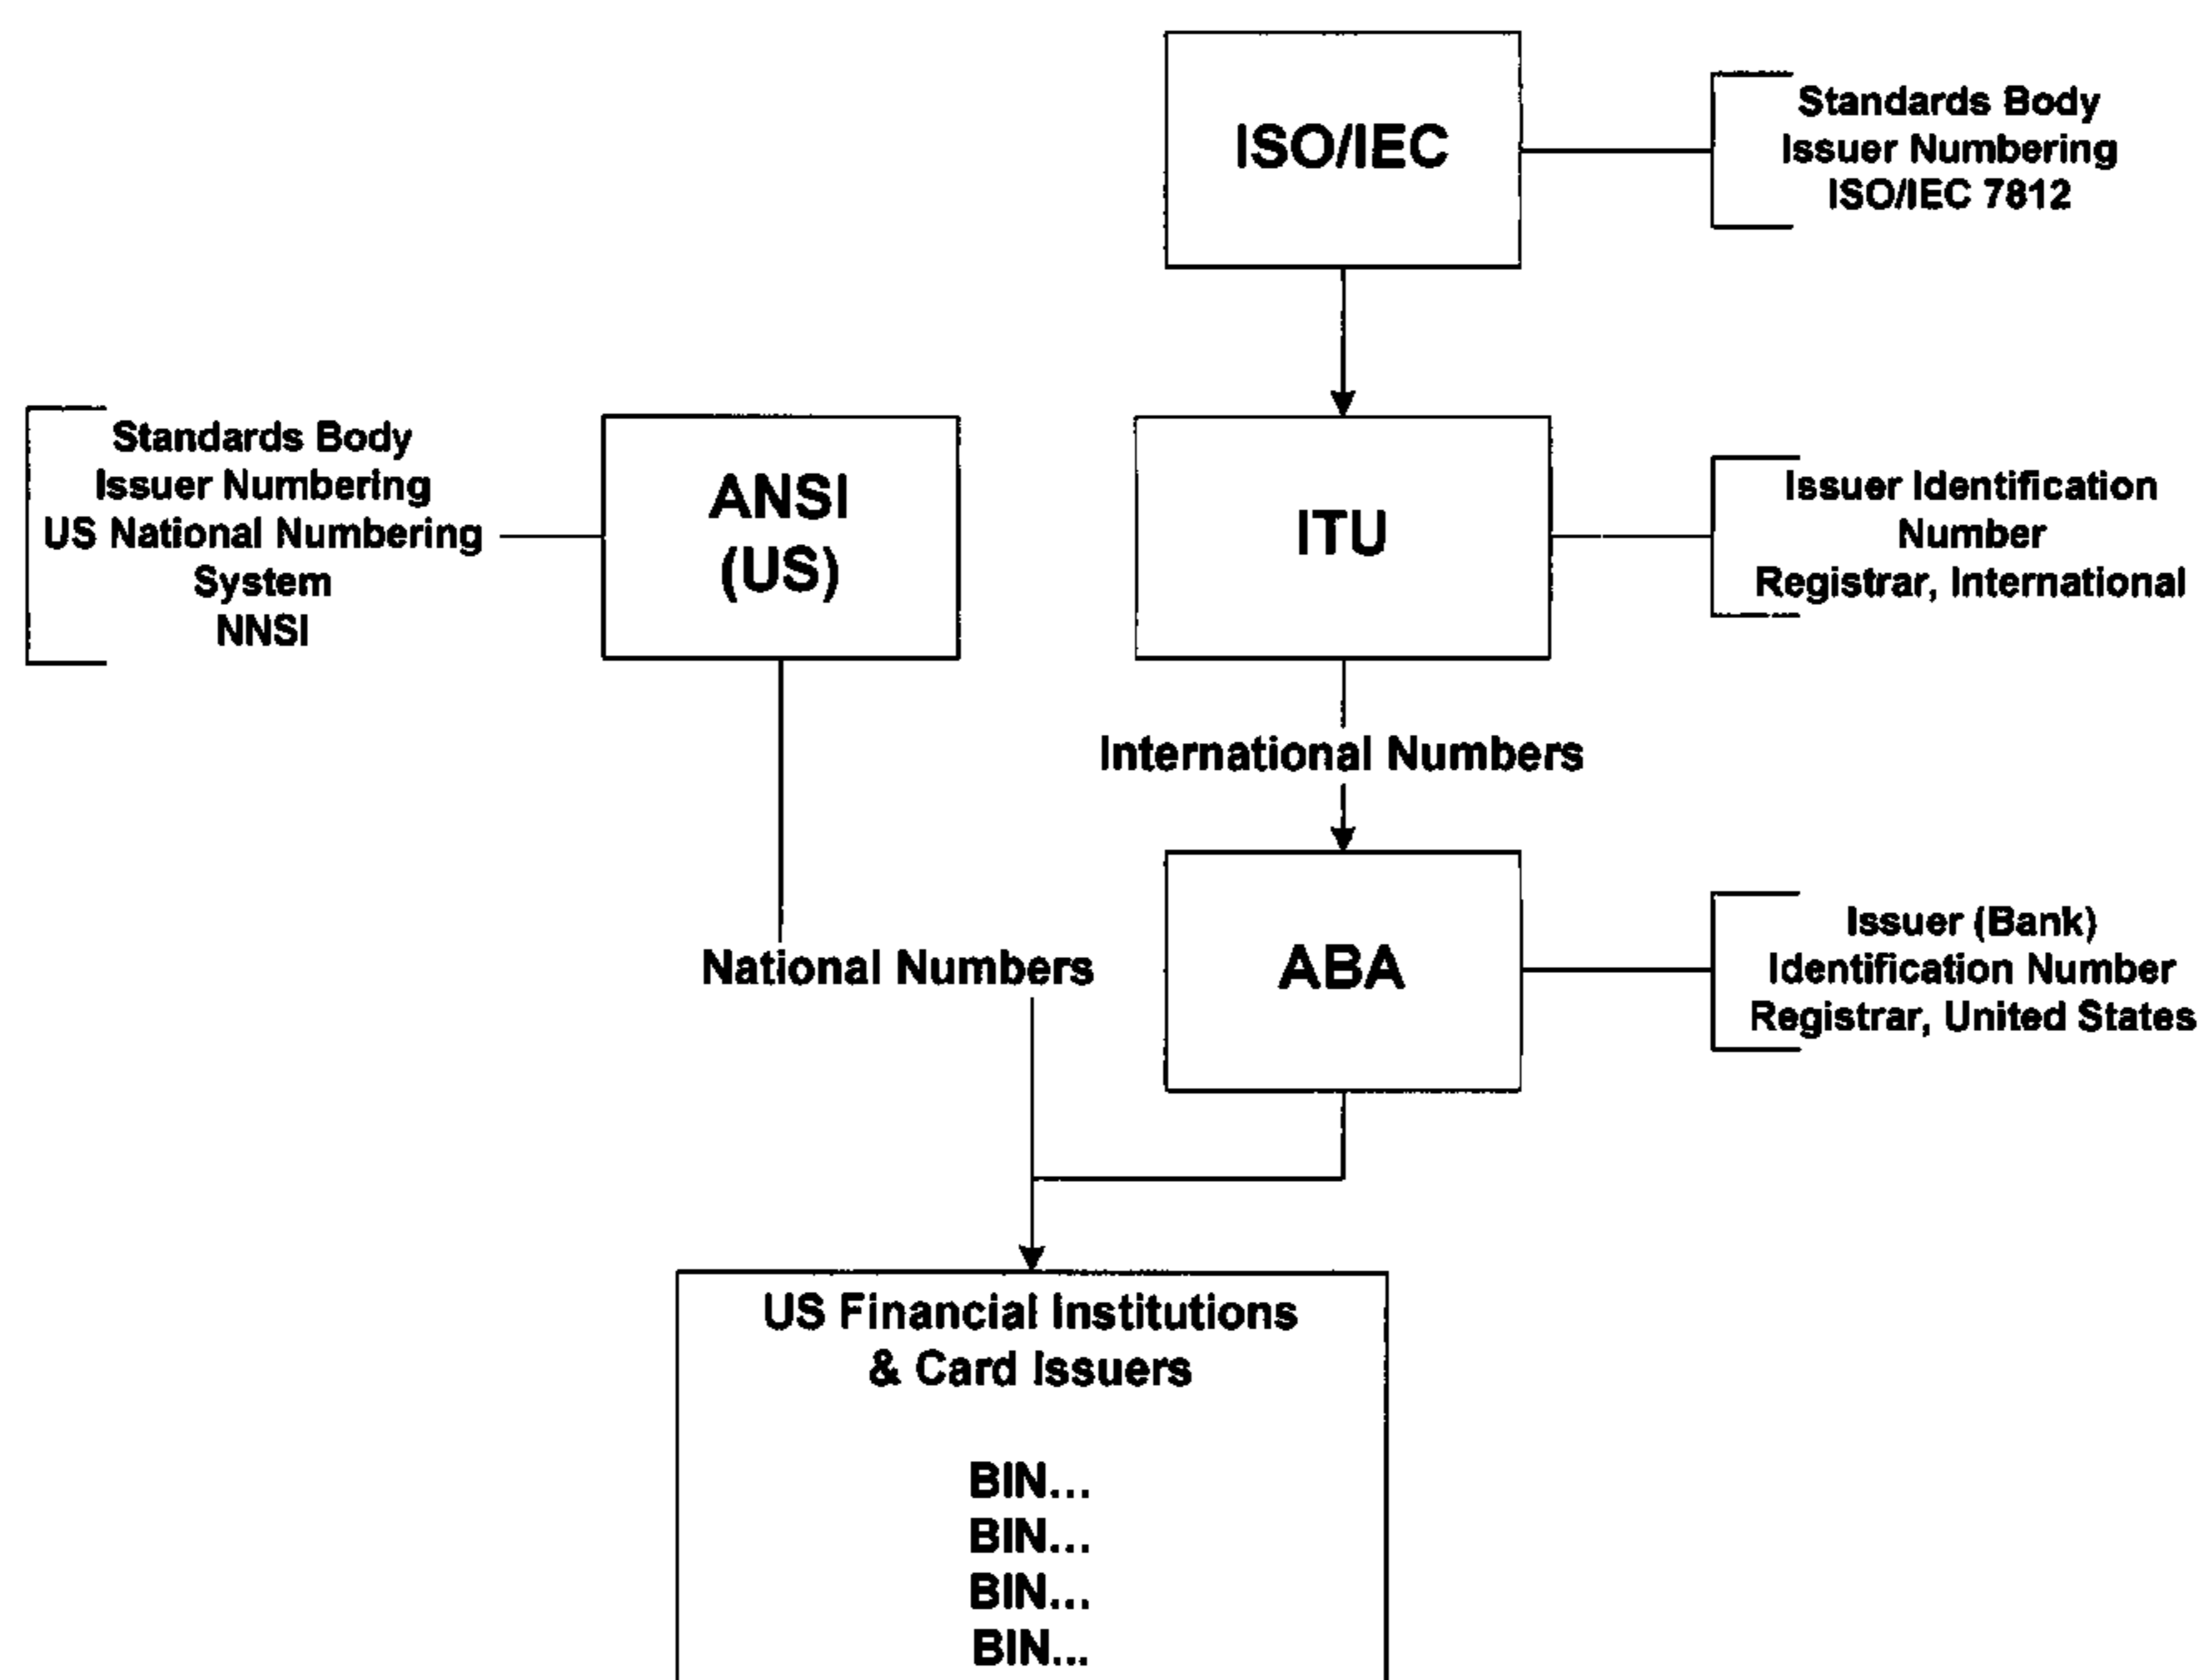 ISO/IEC
Standards Body
Issuer Numbering
ISO/IEC 7812
Standards Body
Issuer Numbering
US National Numbering
System
NNSI
ANSI
(US)
ITU
Issuer Identification
Number
Registrar, International
International Numbers
National Numbers
ABA
Issuer (Bank)
Identification Number
Registrar, United States
US Financial Institutions
& Card Issuers
BIN...
BIN...
BIN...
BIN...